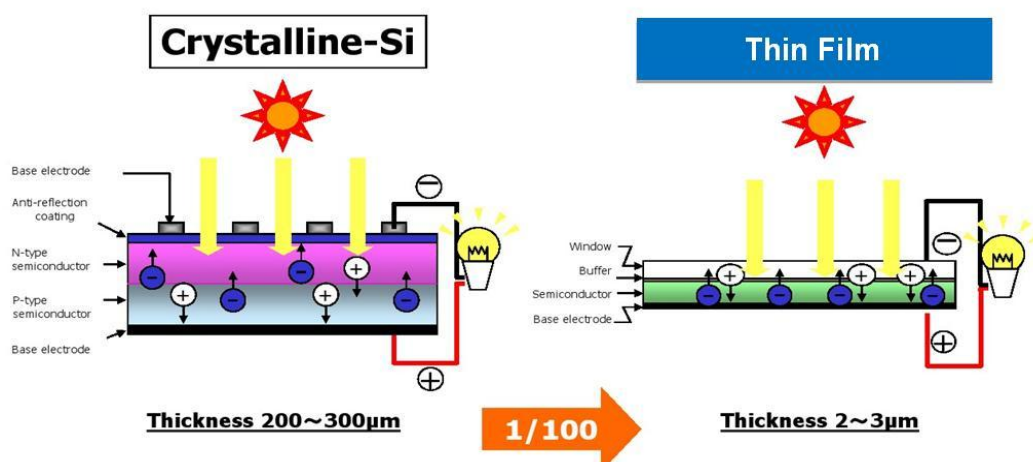 Crystalline-Si
Base electrode
Anti-reflection
coating
N-type
semiconductor
P-type
semiconductor
Base electrode
Thickness 200～300μm
1/100
Thin Film
Window
Buffer
Semiconductor
Base electrode
Thickness 2～3μm